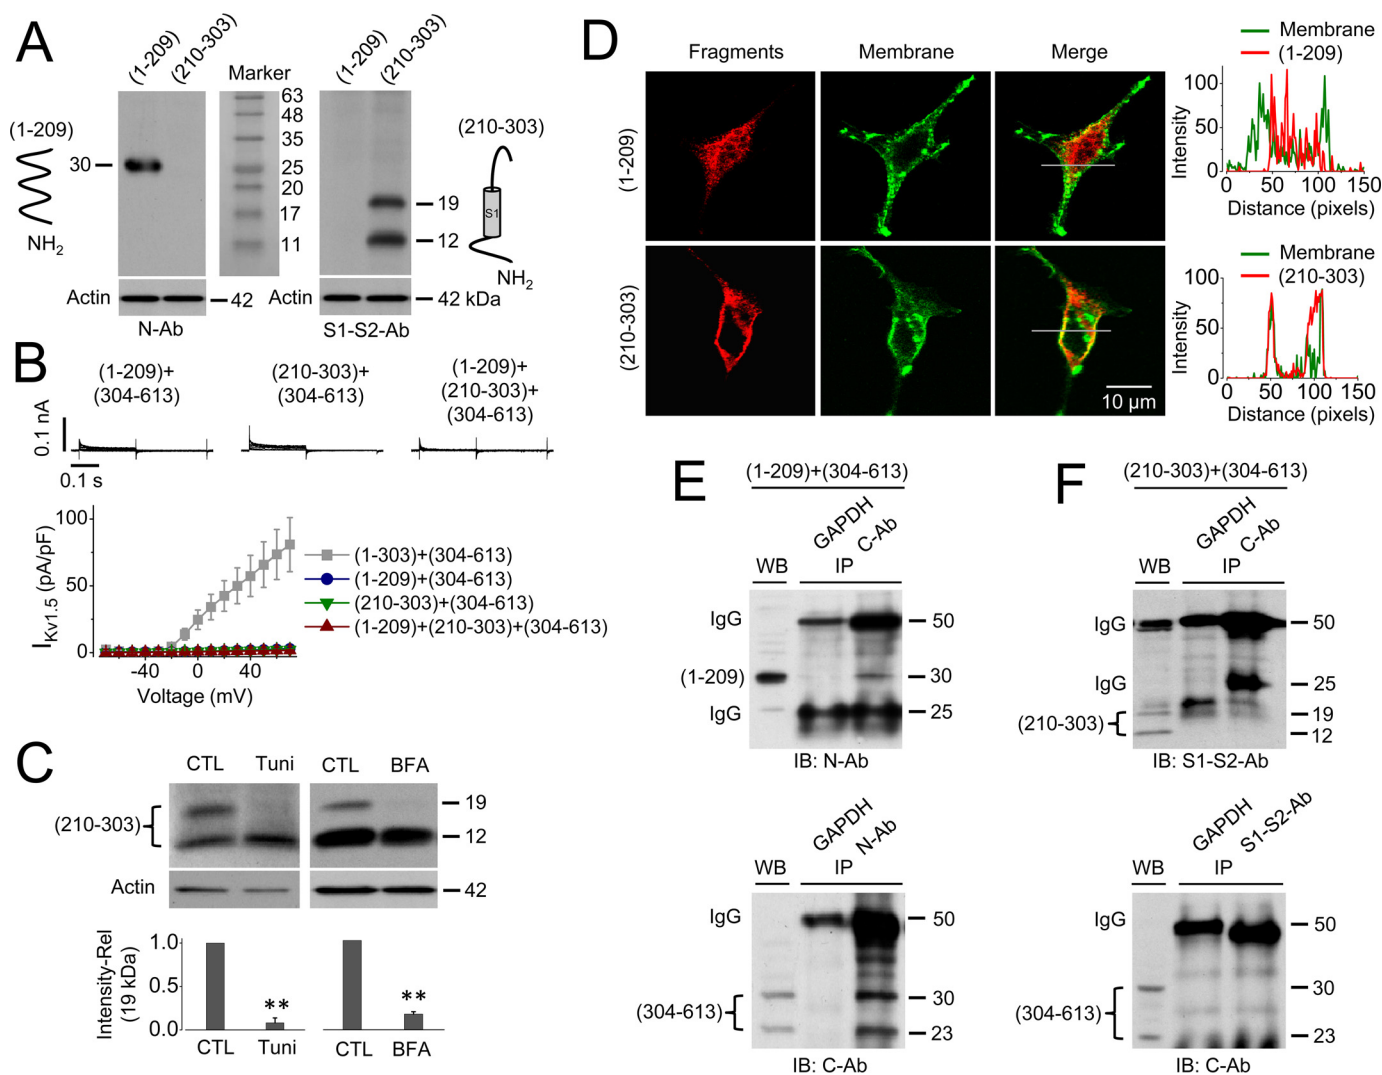 A
(1-209)
(210-303)
Marker
(1-209)
(210-303)
(1-209)
30
63
48
35
25
20
17
11
(210-303)
19
12
S1
NH2
NH2
Actin
42
Actin
42 kDa
N-Ab
S1-S2-Ab
B
(1-209)+
(304-613)
(210-303)+
(304-613)
(1-209)+
(210-303)+
(304-613)
0.1 nA
0.1 s
IKv1.5 (pA/pF)
100
50
0
-40
0
40
Voltage (mV)
(1-303)+(304-613)
(1-209)+(304-613)
(210-303)+(304-613)
(1-209)+(210-303)+(304-613)
C
CTL
Tuni
CTL
BFA
(210-303)
19
12
Actin
42
Intensity-Rel
(19 kDa)
1.0
0.5
0.0
**
**
CTL
Tuni
CTL
BFA
D
Fragments
Membrane
Merge
(1-209)
(210-303)
10 µm
Membrane
(1-209)
Intensity
100
50
0
0
50
100
150
Distance (pixels)
Membrane
(210-303)
Intensity
100
50
0
0
50
100
150
Distance (pixels)
E
(1-209)+(304-613)
GAPDH
C-Ab
WB
IP
IgG
50
(1-209)
30
IgG
25
IB: N-Ab
GAPDH
N-Ab
WB
IP
IgG
50
(304-613)
30
23
IB: C-Ab
F
(210-303)+(304-613)
GAPDH
C-Ab
WB
IP
IgG
50
IgG
25
(210-303)
19
12
IB: S1-S2-Ab
GAPDH
S1-S2-Ab
WB
IP
IgG
50
(304-613)
30
23
IB: C-Ab